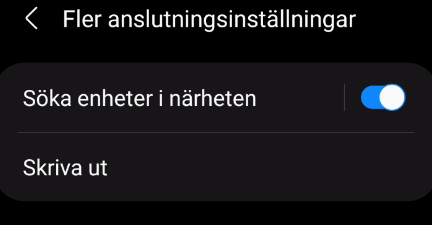 Fler anslutningsinställningar
Söka enheter i närheten
Skriva ut